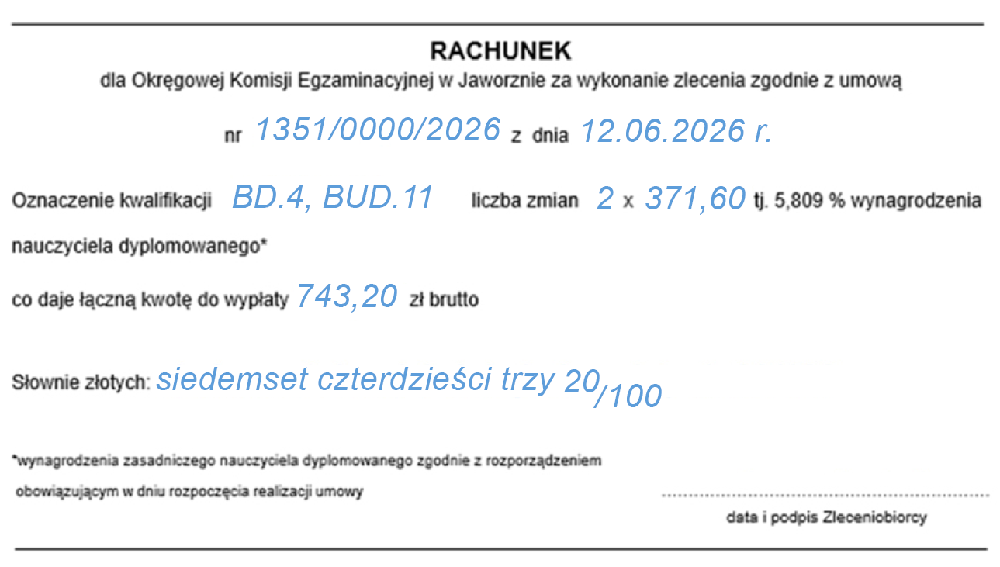 RACHUNEK
dla Okręgowej Komisji Egzaminacyjnej w Jaworznie za wykonanie zlecenia zgodnie z umową
nr 1351/0000/2026 z dnia 12.06.2026 r.
Oznaczenie kwalifikacji BD.4, BUD.11 liczba zmian 2 x 371,60 tj. 5,809 % wynagrodzenia
nauczyciela dyplomowanego*
co daje łączną kwotę do wypłaty 743,20 zł brutto
Słownie złotych: siedemset czterdzieści trzy 20/100
*wynagrodzenia zasadniczego nauczyciela dyplomowanego zgodnie z rozporządzeniem
obowiązującym w dniu rozpoczęcia realizacji umowy
data i podpis Zleceniobiorcy